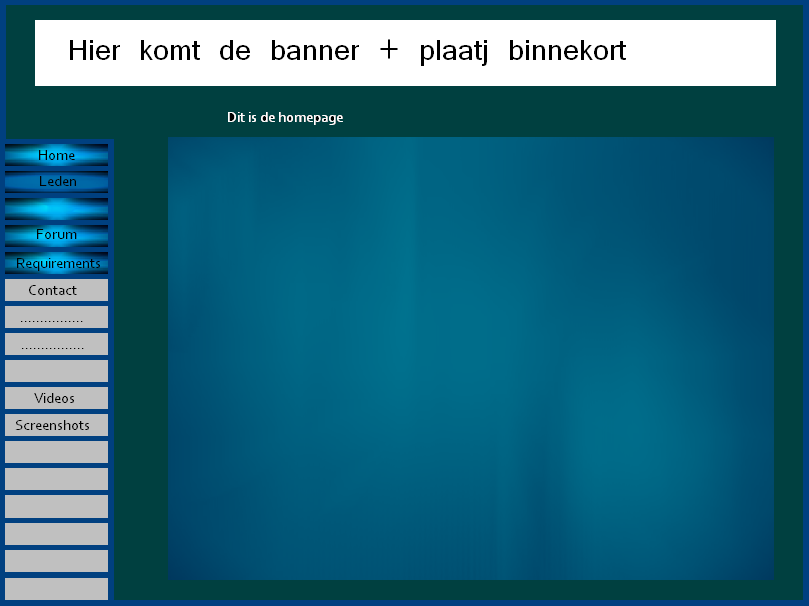 Hier komt de banner + plaatj binnekort
Dit is de homepage
Home
Leden
Forum
Requirements
Contact
................
................
Videos
Screenshots